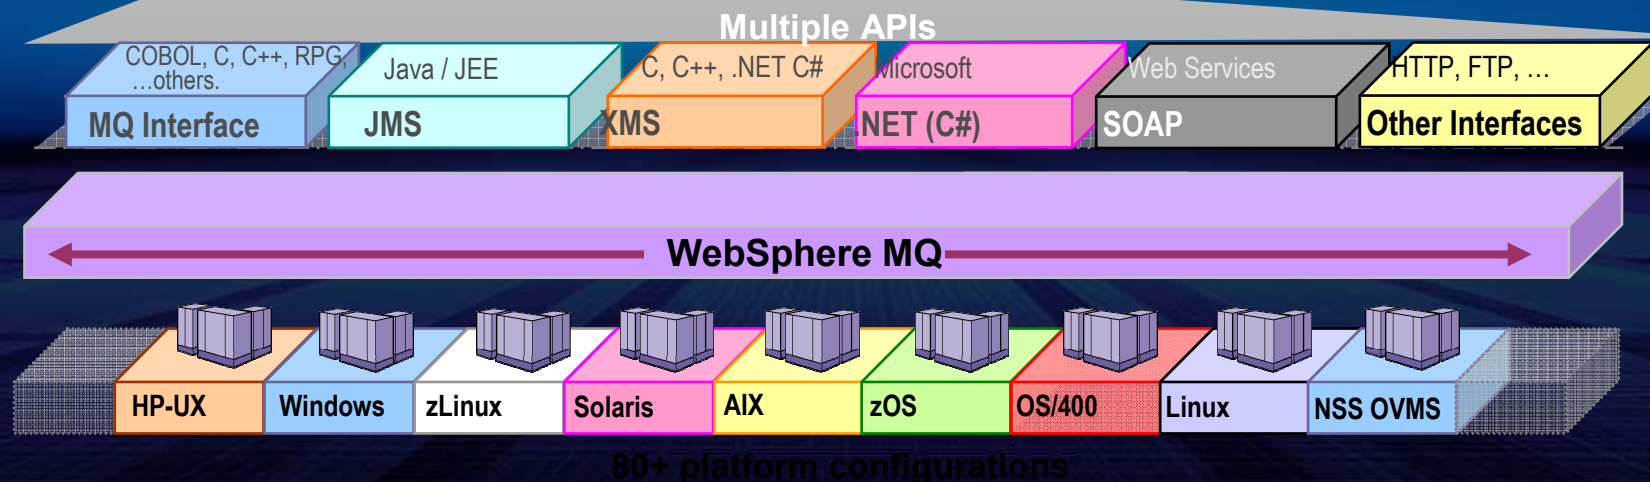 Multiple APIs
COBOL, C, C++, RPG,
…others.
MQ Interface
Java / JEE
JMS
C, C++, .NET C#
XMS
Microsoft
.NET (C#)
Web Services
SOAP
HTTP, FTP, …
Other Interfaces
WebSphere MQ
HP-UX
Windows
zLinux
Solaris
AIX
zOS
OS/400
Linux
NSS OVMS
80+ platform configurations